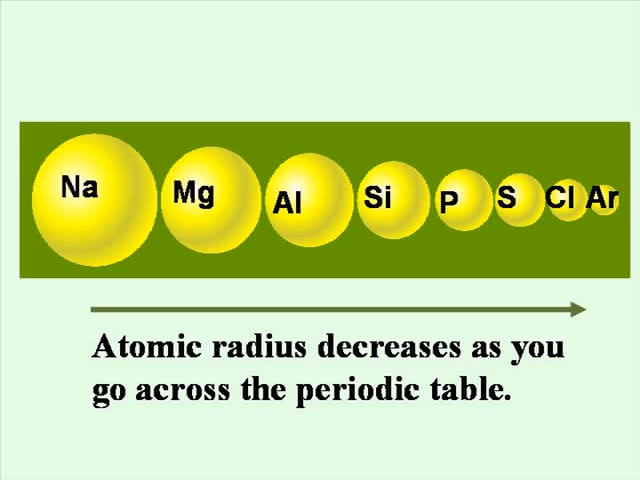 Na Mg Al Si P S Cl Ar
Atomic radius decreases as you
go across the periodic table.